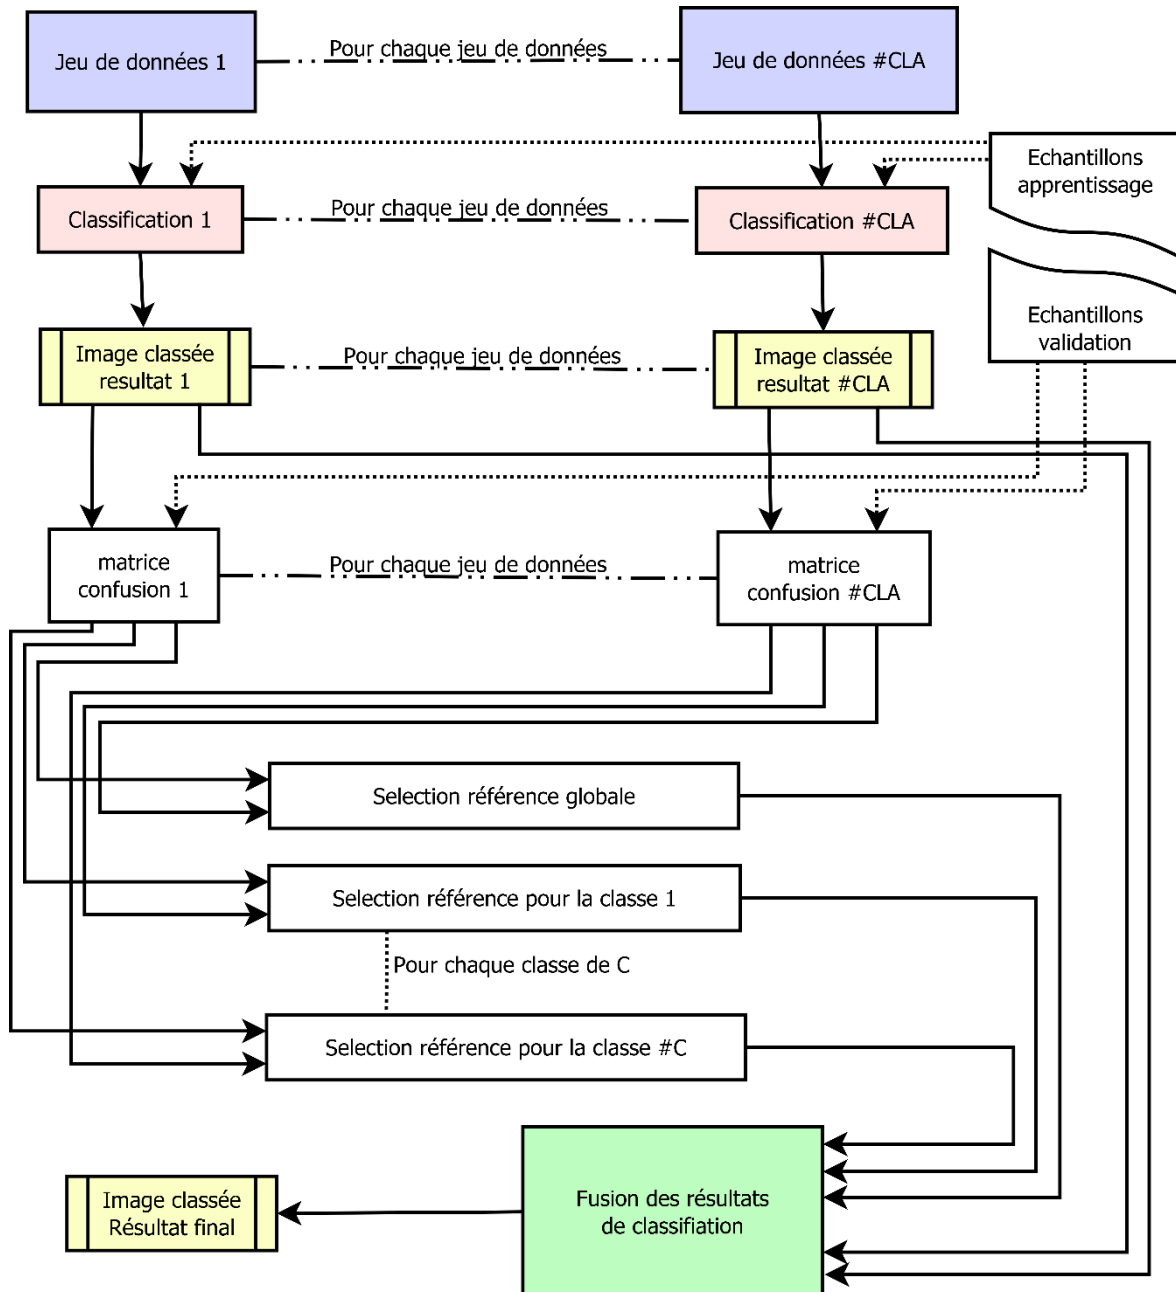 Jeu de données 1
Pour chaque jeu de données
Jeu de données #CLA
Echantillons
apprentissage
Classification 1
Pour chaque jeu de données
Classification #CLA
Echantillons
validation
Image classée
resultat 1
Pour chaque jeu de données
Image classée
resultat #CLA
matrice
confusion 1
Pour chaque jeu de données
matrice
confusion #CLA
Selection référence globale
Selection référence pour la classe 1
Pour chaque classe de C
Selection référence pour la classe #C
Image classée
Résultat final
Fusion des résultats
de classifiation